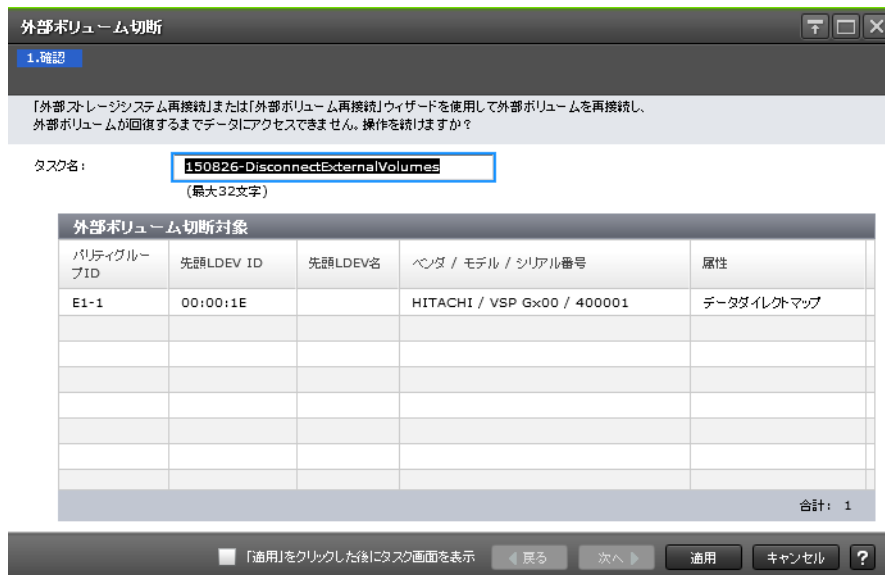 外部ボリューム切断
1.確認
「外部ストレージシステム再接続」または「外部ボリューム再接続」ウィザードを使用して外部ボリュームを再接続し、
外部ボリュームが回復するまでデータにアクセスできません。操作を続けますか？
タスク名：
150826-DisconnectExternalVolumes
(最大32文字)
外部ボリューム切断対象
パリティグルー
プID
先頭LDEV ID
先頭LDEV名
ベンダ / モデル / シリアル番号
属性
E1-1
00:00:1E
HITACHI / VSP Gx00 / 400001
データダイレクトマップ
合計: 1
「適用」をクリックした後にタスク画面を表示
戻る
次へ
適用
キャンセル
?